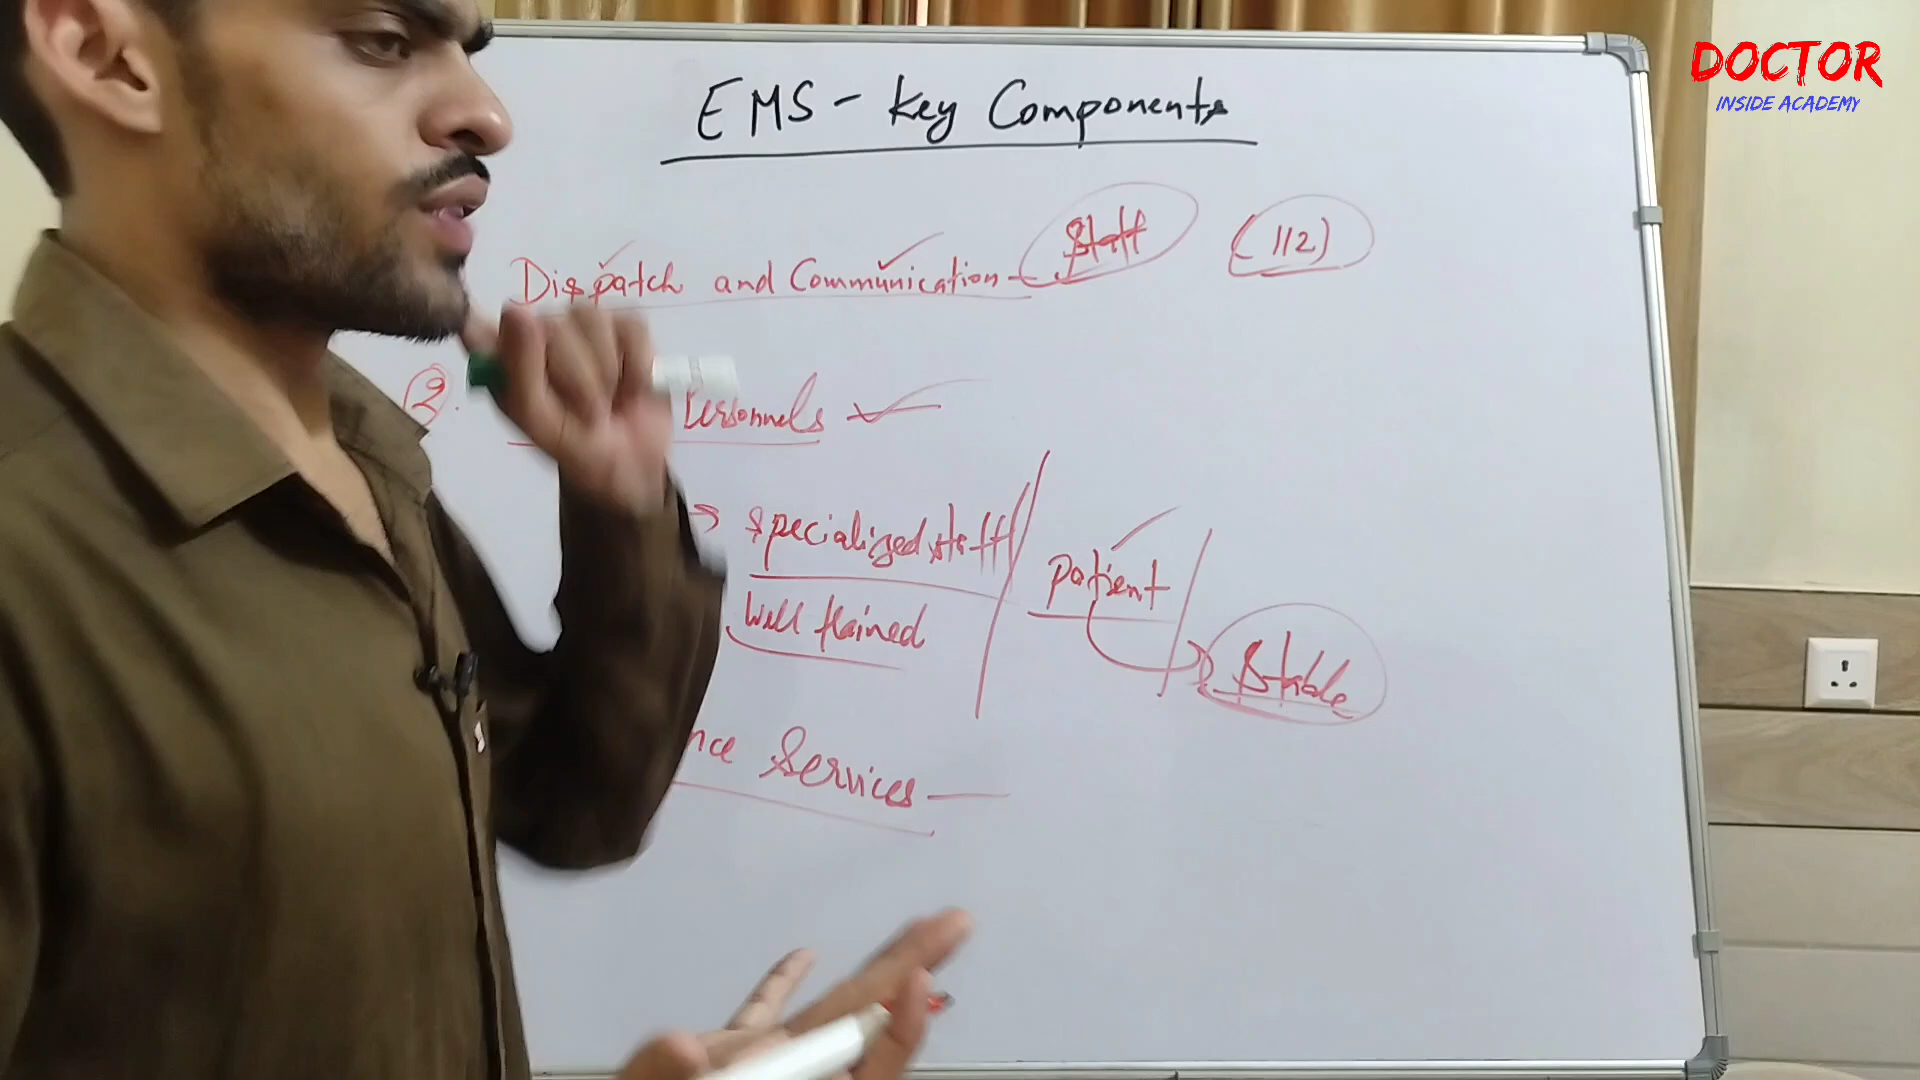 DOCTOR
INSIDE ACADEMY
EMS - Key Components
Dispatch and Communication - Staff (112)
2. Personnels
→ specialized staff
patient
Well trained
Stable
nce Services -